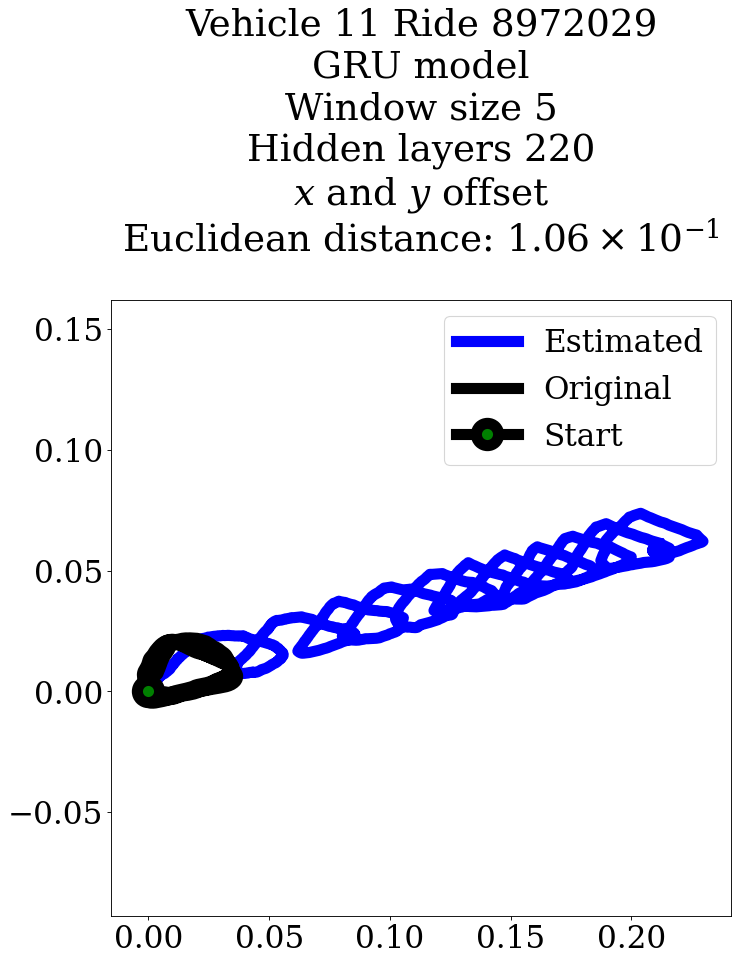 Vehicle 11 Ride 8972029
GRU model
Window size 5
Hidden layers 220
x and y offset
Euclidean distance: 1.06 × 10⁻¹
Estimated
Original
Start
0.15
0.10
0.05
0.00
−0.05
0.00 0.05 0.10 0.15 0.20